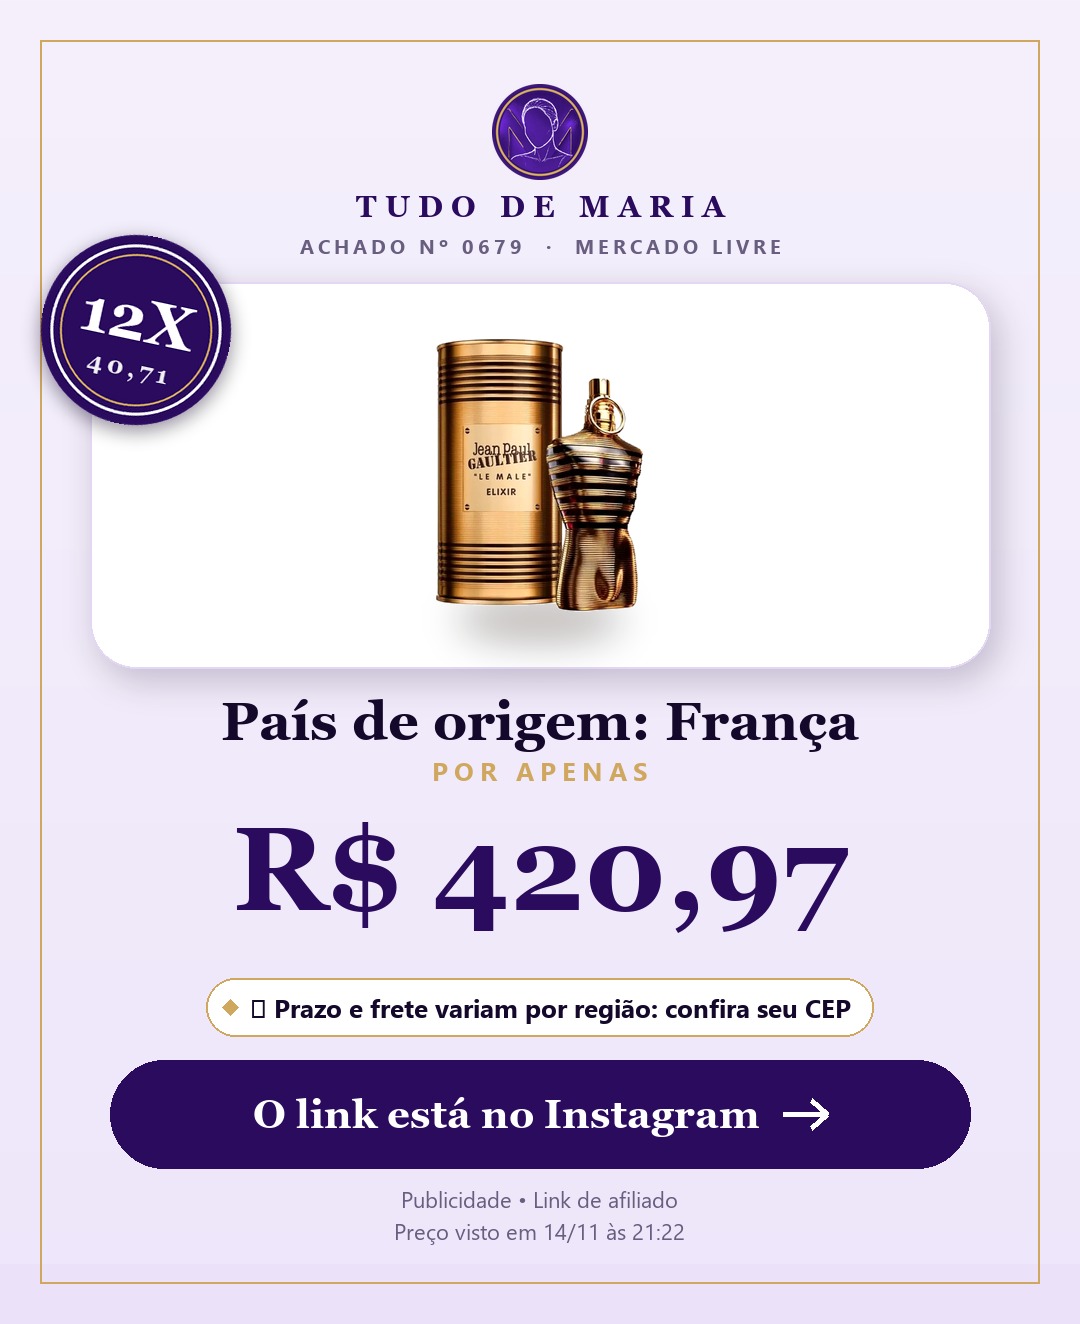 TUDO DE MARIA
ACHADO Nº 0679 · MERCADO LIVRE
12X
40,71
Jean Paul
GAULTIER
"LE MALE"
ELIXIR
País de origem: França
POR APENAS
R$ 420,97
Prazo e frete variam por região: confira seu CEP
O link está no Instagram →
Publicidade • Link de afiliado
Preço visto em 14/11 às 21:22